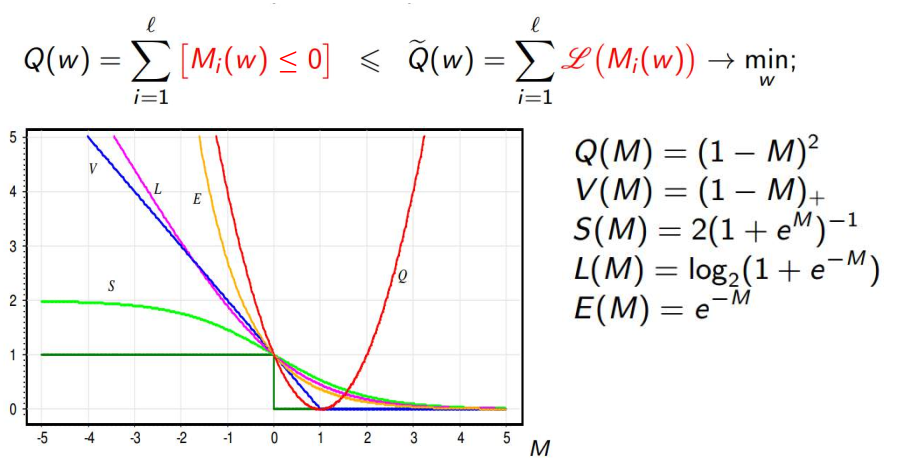 Q(w) = ∑_{i=1}^{ℓ} [M_i(w) ≤ 0] ⩽ Q̃(w) = ∑_{i=1}^{ℓ} ℒ(M_i(w)) → min_w;
Q(M) = (1 − M)^2
V(M) = (1 − M)_+
S(M) = 2(1 + e^M)^{−1}
L(M) = log_2(1 + e^{−M})
E(M) = e^{−M}
5
4
3
2
1
0
V
L
E
S
Q
-5 -4 -3 -2 -1 0 1 2 3 4 5
M